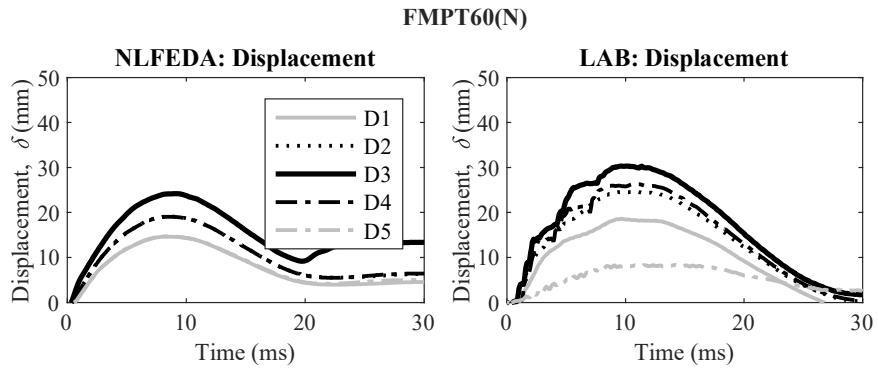 FMPT60(N)
NLFEDA: Displacement
Displacement, δ (mm)
50
40
30
20
10
0
0
10
20
30
Time (ms)
D1
D2
D3
D4
D5
LAB: Displacement
Displacement, δ (mm)
50
40
30
20
10
0
0
10
20
30
Time (ms)